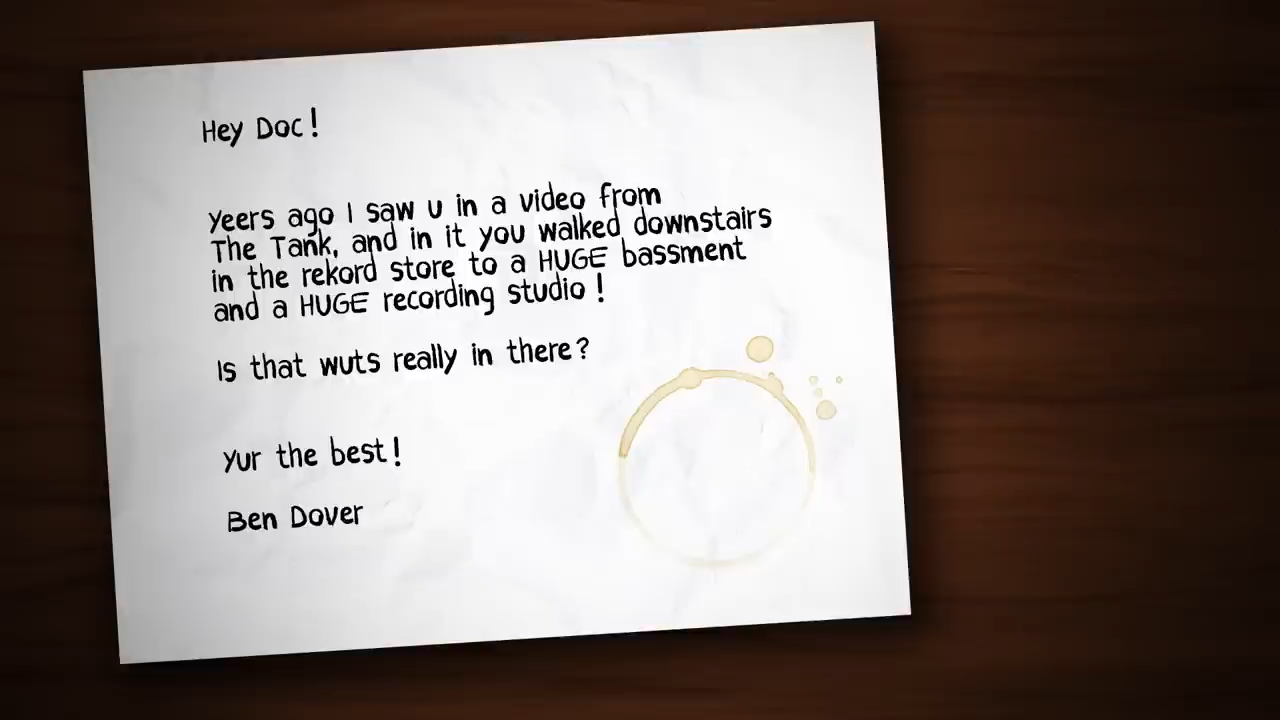 Hey Doc!
Yeers ago I saw u in a video from
The Tank, and in it you walked downstairs
in the rekord store to a HUGE bassment
and a HUGE recording studio!
Is that wuts really in there?
Yur the best!
Ben Dover